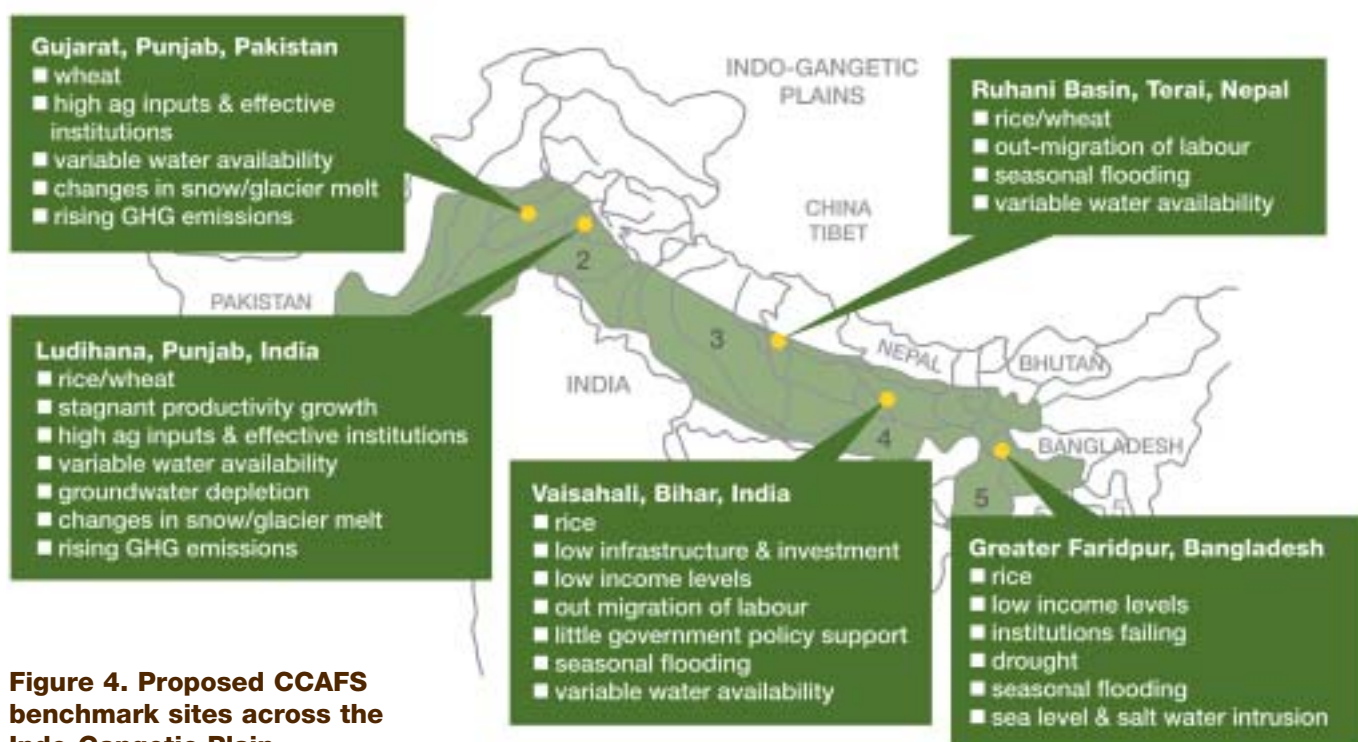 Gujarat, Punjab, Pakistan
■ wheat
■ high ag inputs & effective
institutions
■ variable water availability
■ changes in snow/glacier melt
■ rising GHG emissions
INDO-GANGETIC
PLAINS
Ruhani Basin, Terai, Nepal
■ rice/wheat
■ out-migration of labour
■ seasonal flooding
■ variable water availability
CHINA
TIBET
2
PAKISTAN
Ludihana, Punjab, India
■ rice/wheat
■ stagnant productivity growth
■ high ag inputs & effective institutions
■ variable water availability
■ groundwater depletion
■ changes in snow/glacier melt
■ rising GHG emissions
INDIA
3
NEPAL
BHUTAN
4
BANGLADESH
5
Vaisahali, Bihar, India
■ rice
■ low infrastructure & investment
■ low income levels
■ out migration of labour
■ little government policy support
■ seasonal flooding
■ variable water availability
Greater Faridpur, Bangladesh
■ rice
■ low income levels
■ institutions failing
■ drought
■ seasonal flooding
■ sea level & salt water intrusion
Figure 4. Proposed CCAFS
benchmark sites across the
Indo-Gangetic Plain